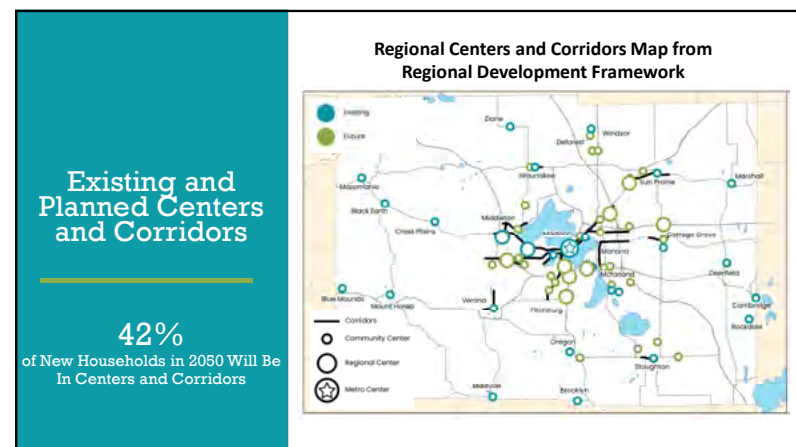 Existing and
Planned Centers
and Corridors
42%
of New Households in 2050 Will Be
In Centers and Corridors
Regional Centers and Corridors Map from
Regional Development Framework
Existing
Future
Dane
Windsor
DeForest
Waunakee
Sun Prairie
Marshall
Mazomanie
Black Earth
Middleton
Cross Plains
Madison
Cottage Grove
Monona
McFarland
Deerfield
Blue Mounds
Mount Horeb
Verona
Fitchburg
Cambridge
Rockdale
Corridors
Community Center
Regional Center
Metro Center
Oregon
Stoughton
Belleville
Brooklyn